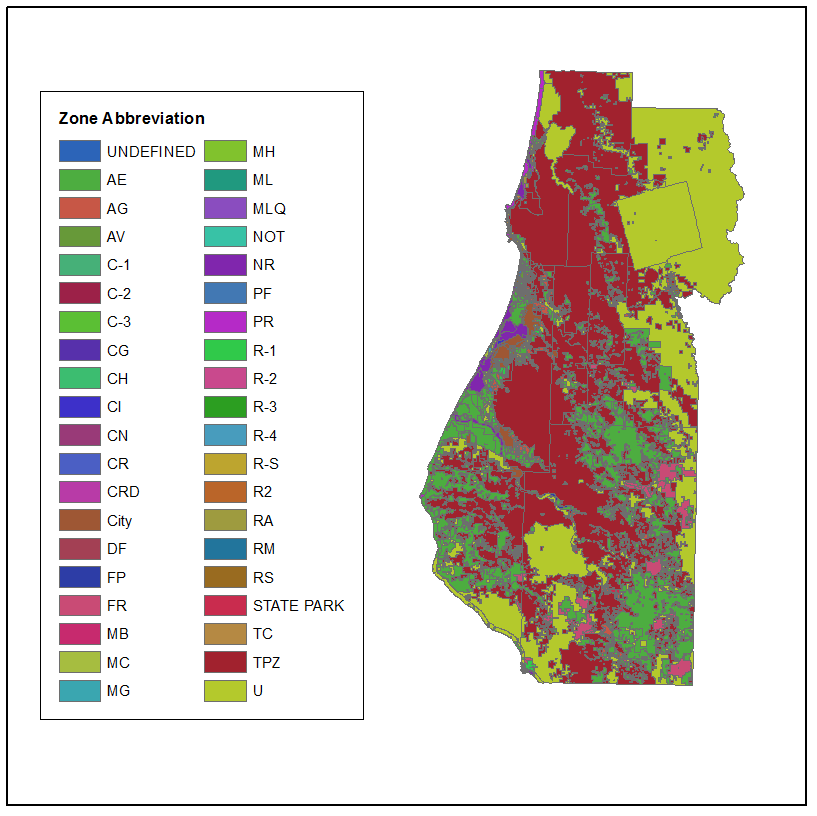 Zone Abbreviation
UNDEFINED
AE
AG
AV
C-1
C-2
C-3
CG
CH
CI
CN
CR
CRD
City
DF
FP
FR
MB
MC
MG
MH
ML
MLQ
NOT
NR
PF
PR
R-1
R-2
R-3
R-4
R-S
R2
RA
RM
RS
STATE PARK
TC
TPZ
U